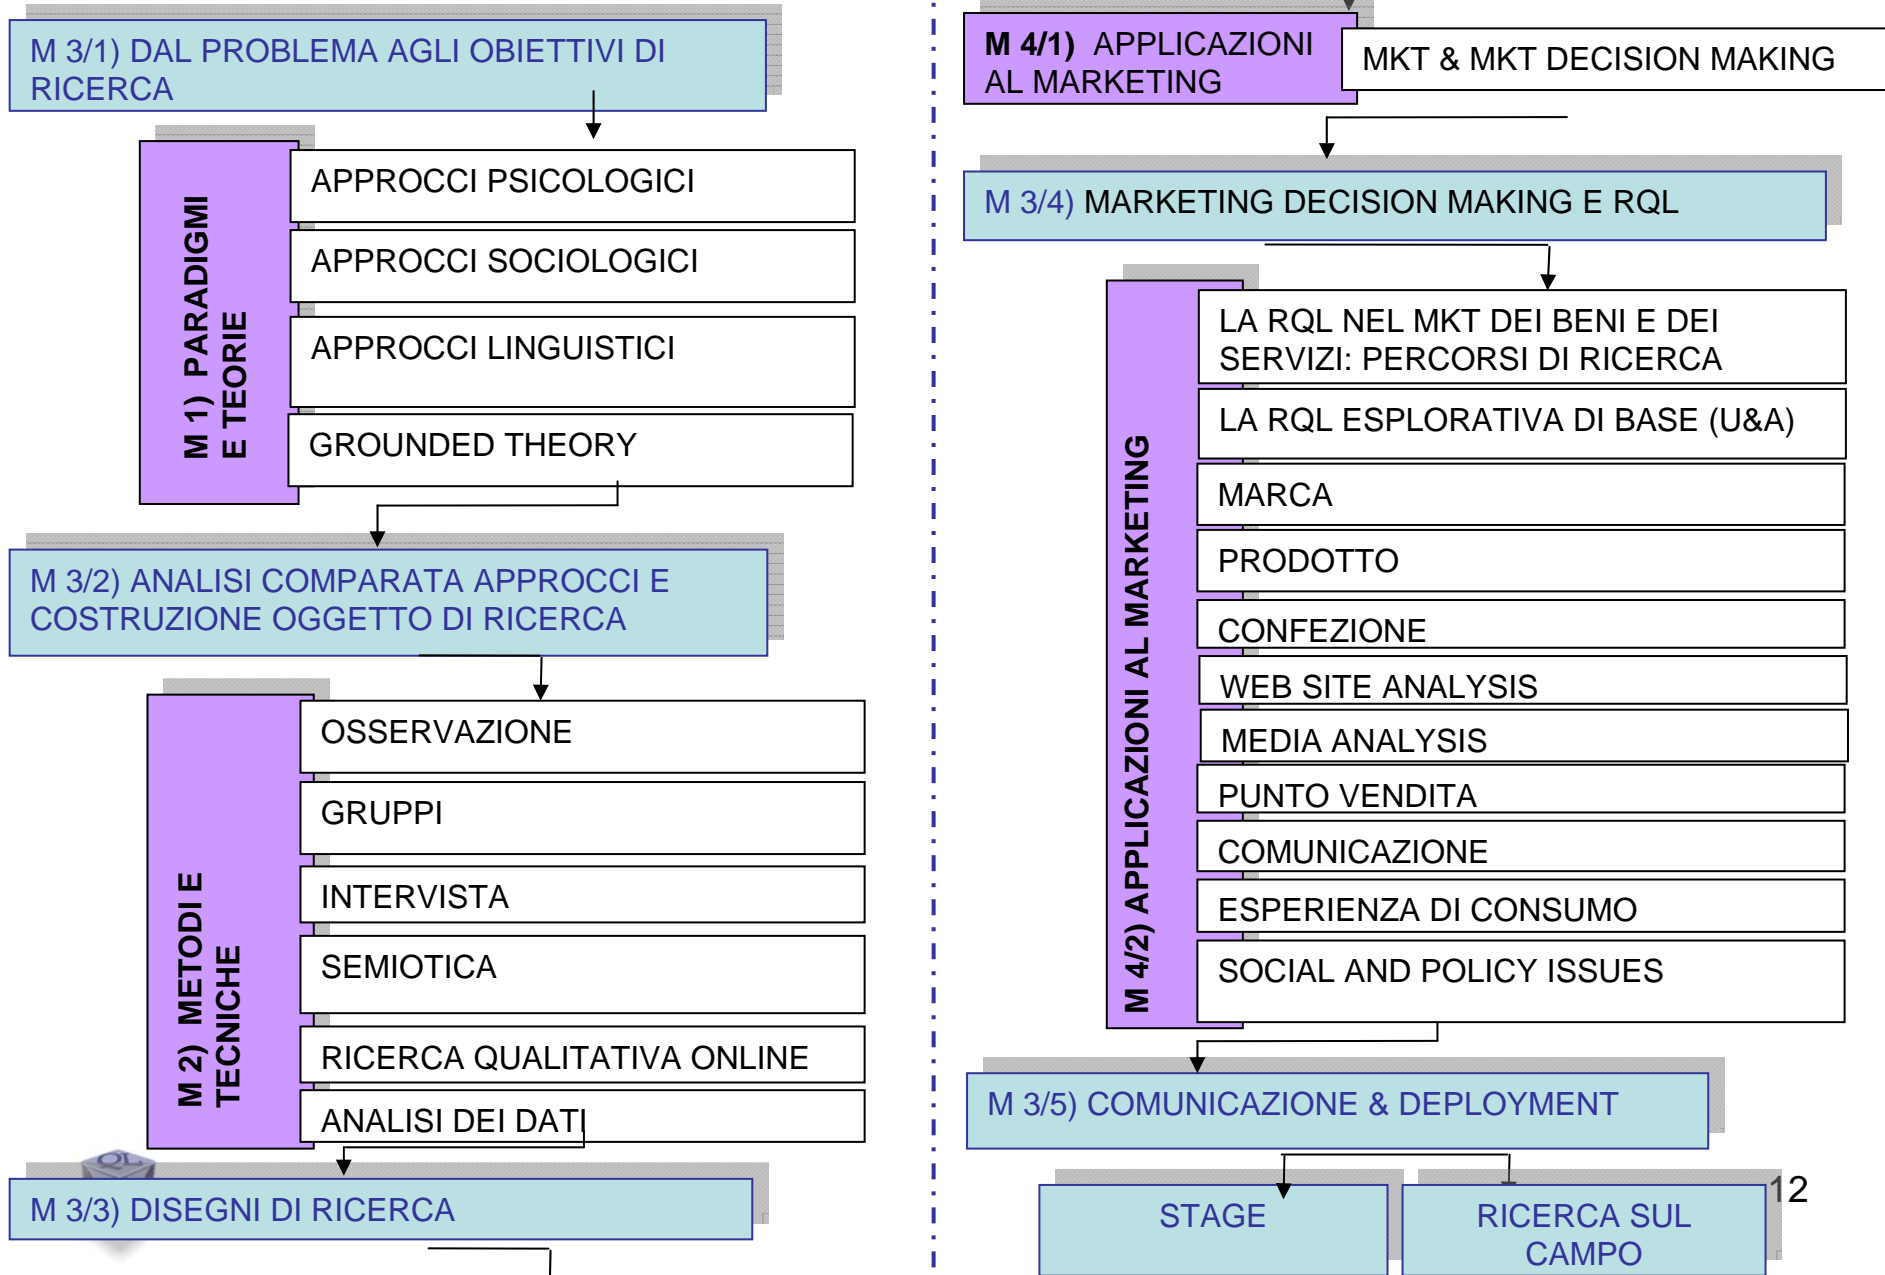 M 3/1) DAL PROBLEMA AGLI OBIETTIVI DI
RICERCA
M 1) PARADIGMI
E TEORIE
APPROCCI PSICOLOGICI
APPROCCI SOCIOLOGICI
APPROCCI LINGUISTICI
GROUNDED THEORY
M 3/2) ANALISI COMPARATA APPROCCI E
COSTRUZIONE OGGETTO DI RICERCA
M 2) METODI E
TECNICHE
OSSERVAZIONE
GRUPPI
INTERVISTA
SEMIOTICA
RICERCA QUALITATIVA ONLINE
ANALISI DEI DATI
QL
M 3/3) DISEGNI DI RICERCA
M 4/1) APPLICAZIONI
AL MARKETING
MKT & MKT DECISION MAKING
M 3/4) MARKETING DECISION MAKING E RQL
M 4/2) APPLICAZIONI AL MARKETING
LA RQL NEL MKT DEI BENI E DEI
SERVIZI: PERCORSI DI RICERCA
LA RQL ESPLORATIVA DI BASE (U&A)
MARCA
PRODOTTO
CONFEZIONE
WEB SITE ANALYSIS
MEDIA ANALYSIS
PUNTO VENDITA
COMUNICAZIONE
ESPERIENZA DI CONSUMO
SOCIAL AND POLICY ISSUES
M 3/5) COMUNICAZIONE & DEPLOYMENT
STAGE
RICERCA SUL
CAMPO
12